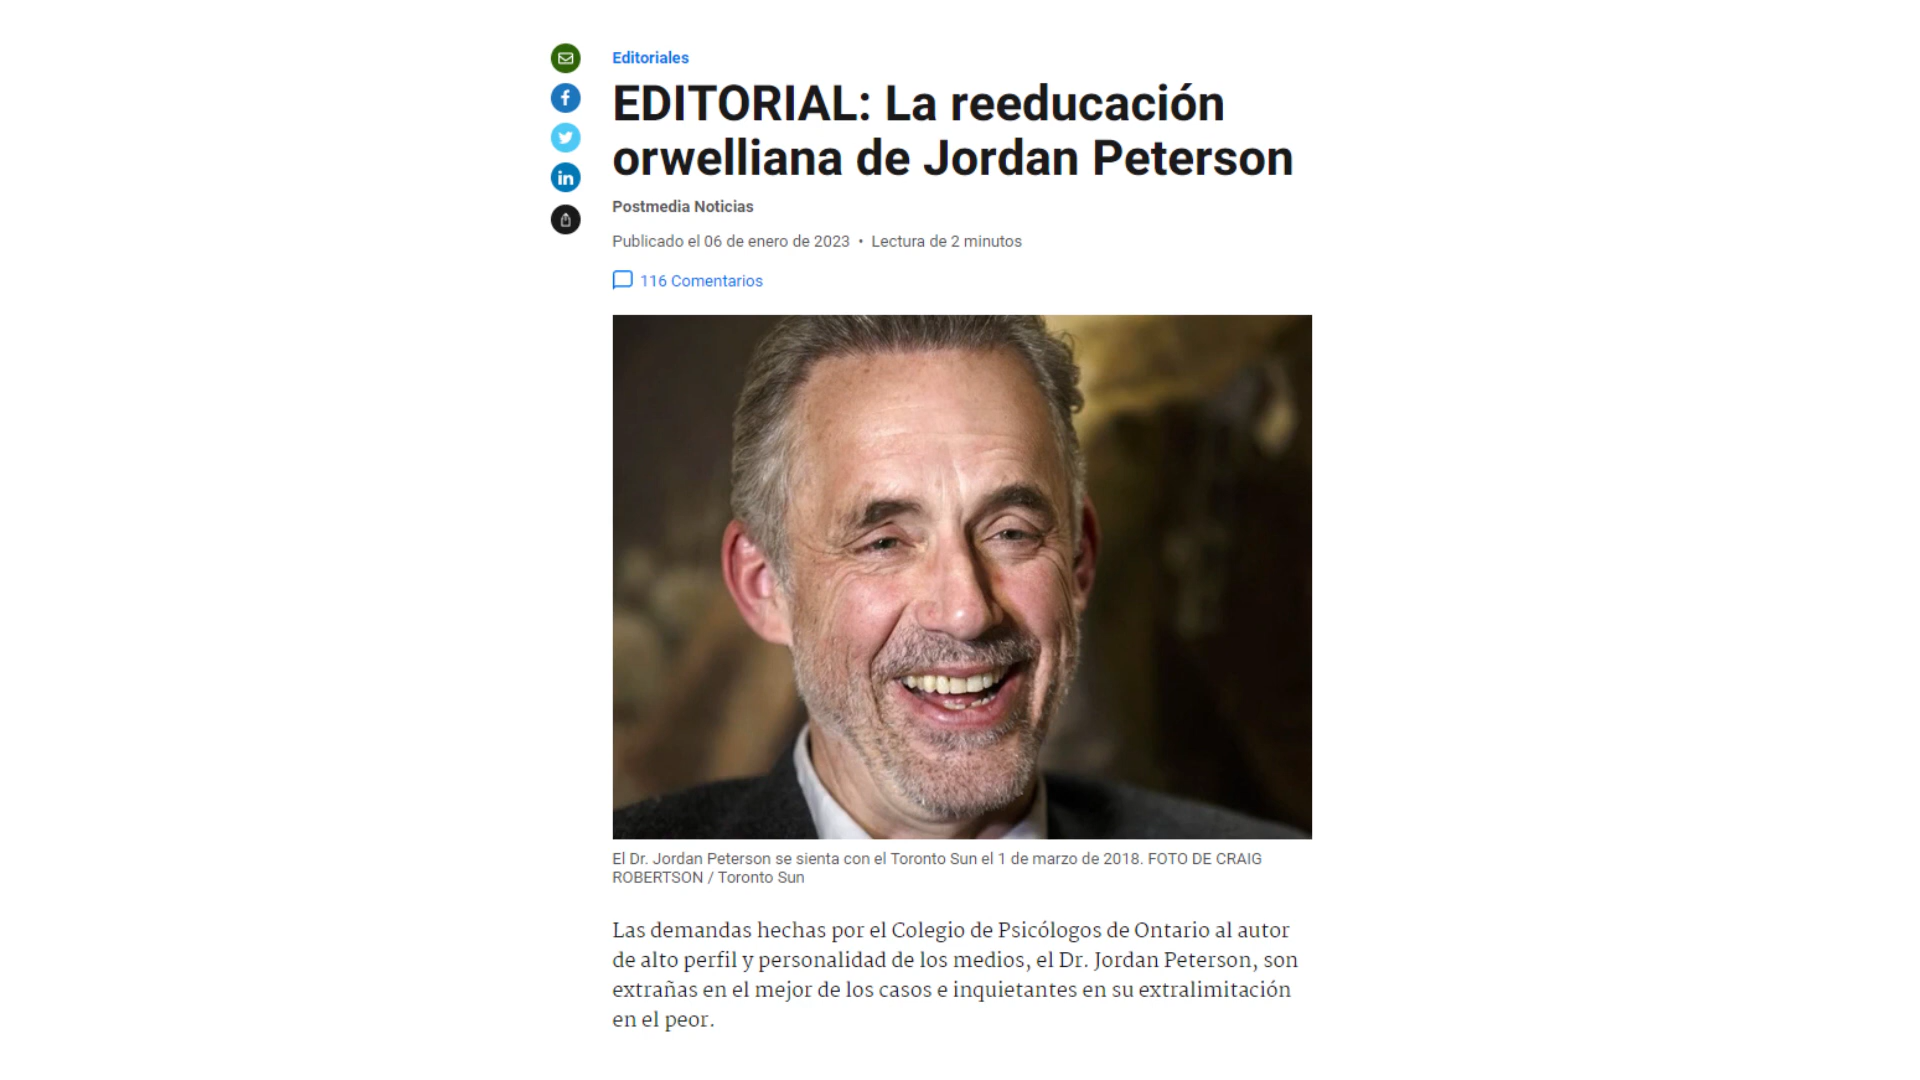 Editoriales
EDITORIAL: La reeducación
orwelliana de Jordan Peterson
Postmedia Noticias
Publicado el 06 de enero de 2023 • Lectura de 2 minutos
116 Comentarios
El Dr. Jordan Peterson se sienta con el Toronto Sun el 1 de marzo de 2018. FOTO DE CRAIG
ROBERTSON / Toronto Sun
Las demandas hechas por el Colegio de Psicólogos de Ontario al autor
de alto perfil y personalidad de los medios, el Dr. Jordan Peterson, son
extrañas en el mejor de los casos e inquietantes en su extralimitación
en el peor.